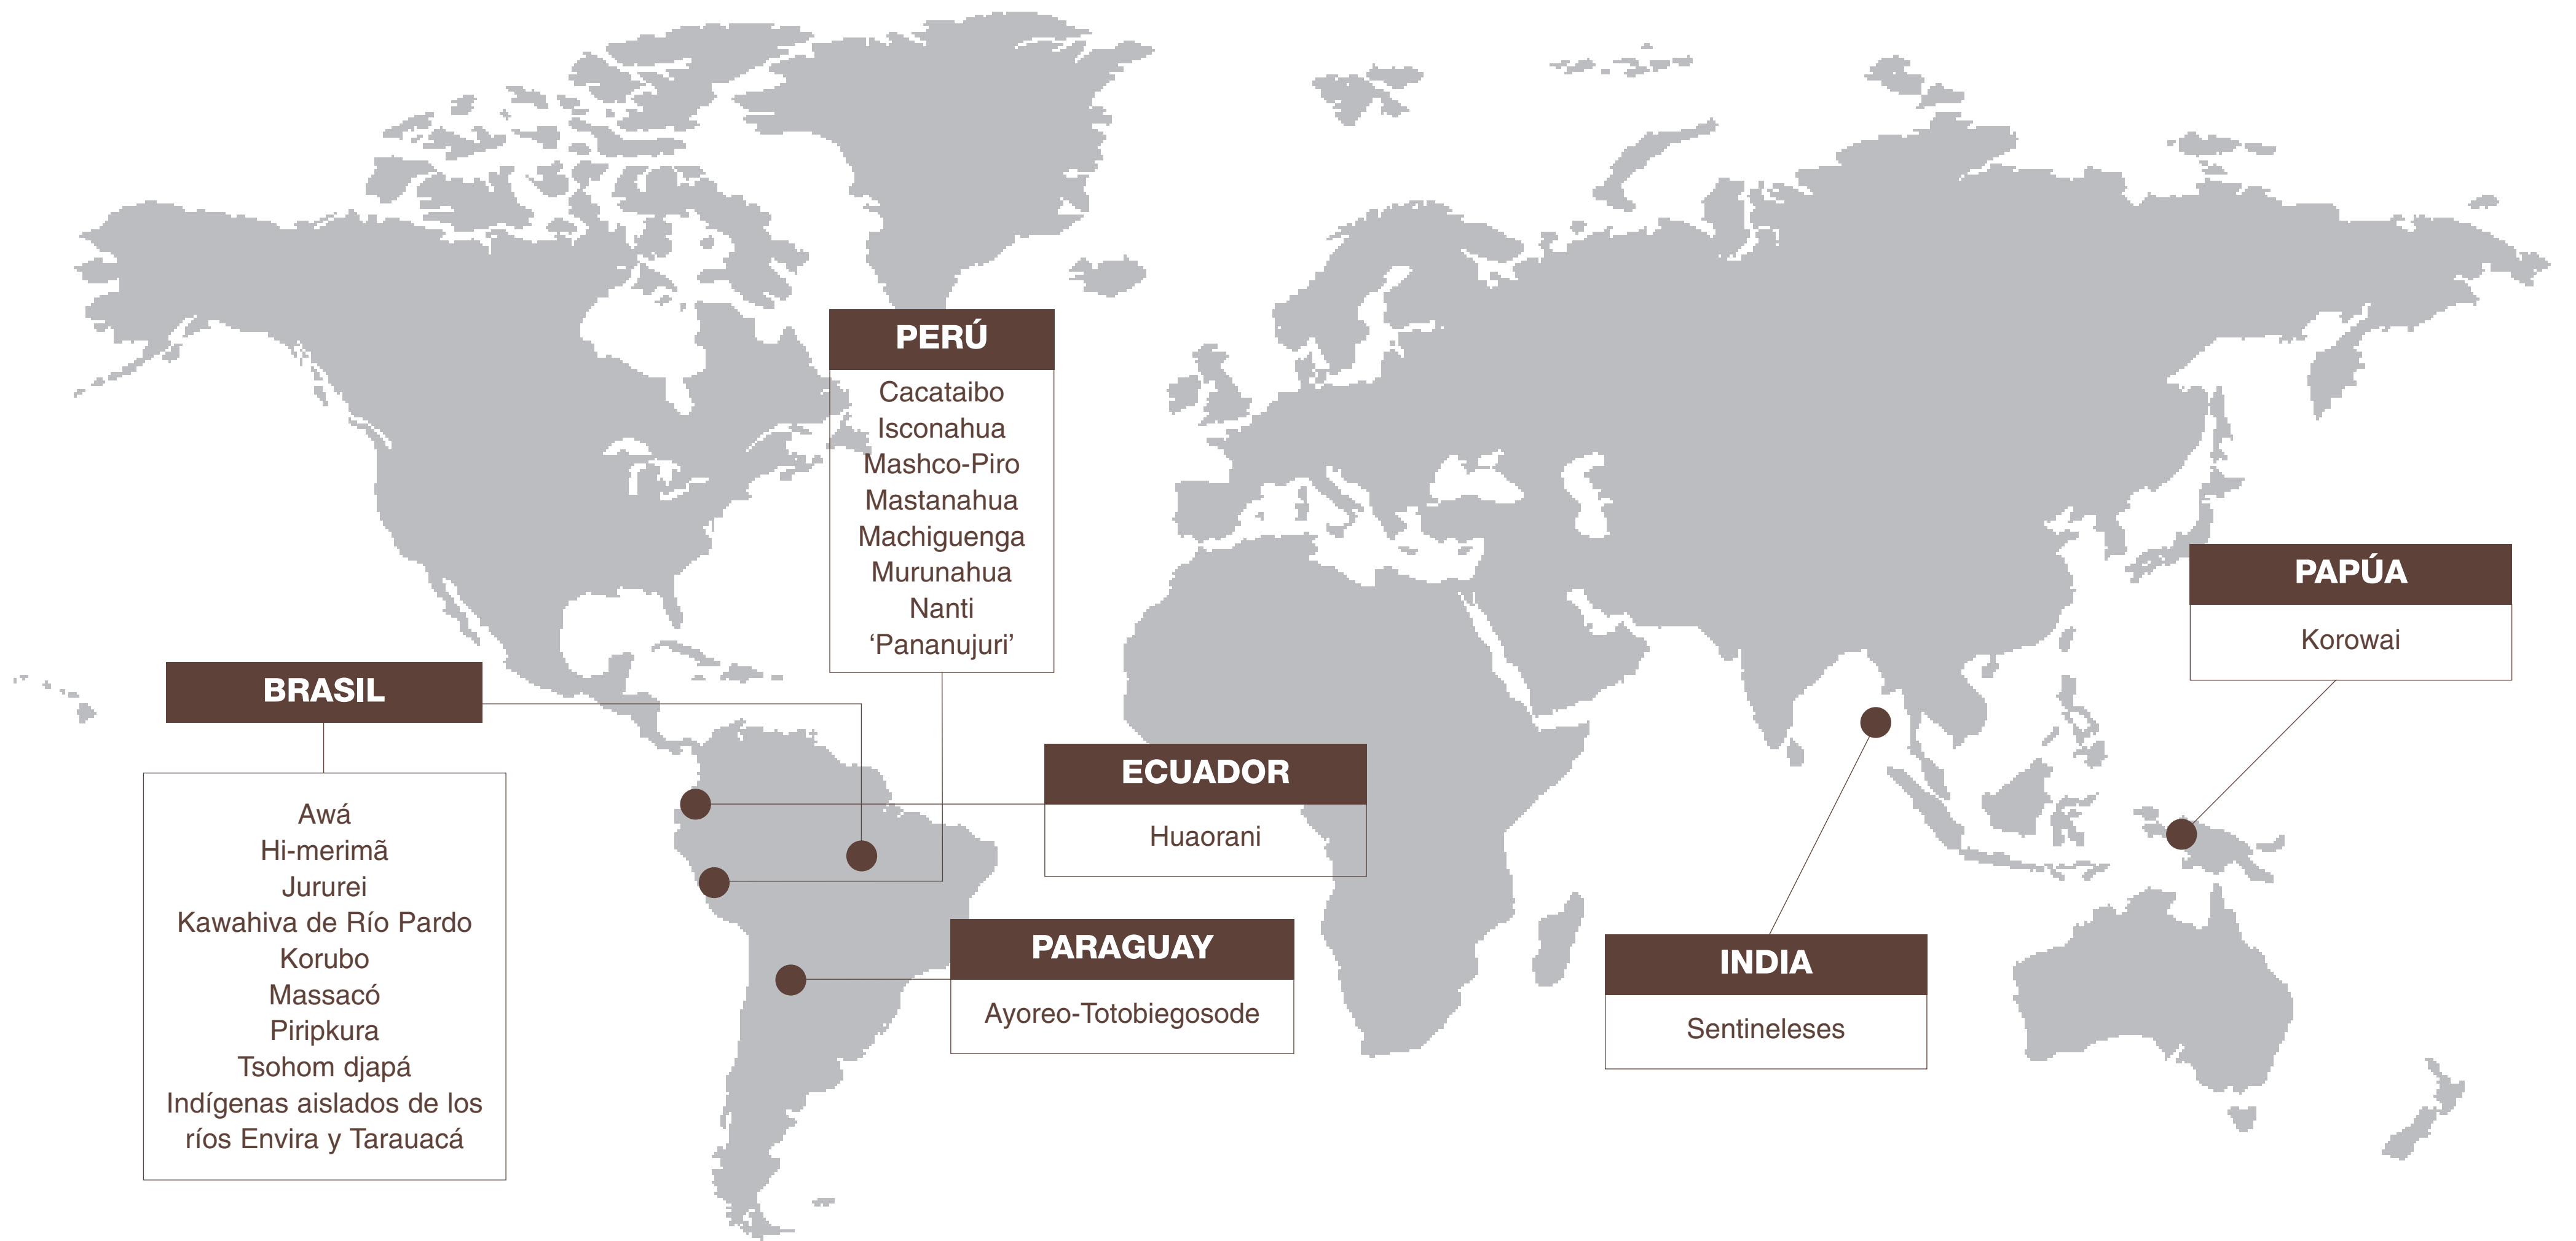 PERÚ
Cacataibo
Isconahua
Mashco-Piro
Mastanahua
Machiguenga
Murunahua
Nanti
‘Pananujuri’
PAPÚA
Korowai
BRASIL
Awá
Hi-merimã
Jururei
Kawahiva de Río Pardo
Korubo
Massacó
Piripkura
Tsohom djapá
Indígenas aislados de los
ríos Envira y Tarauacá
ECUADOR
Huaorani
PARAGUAY
Ayoreo-Totobiegosode
INDIA
Sentineleses